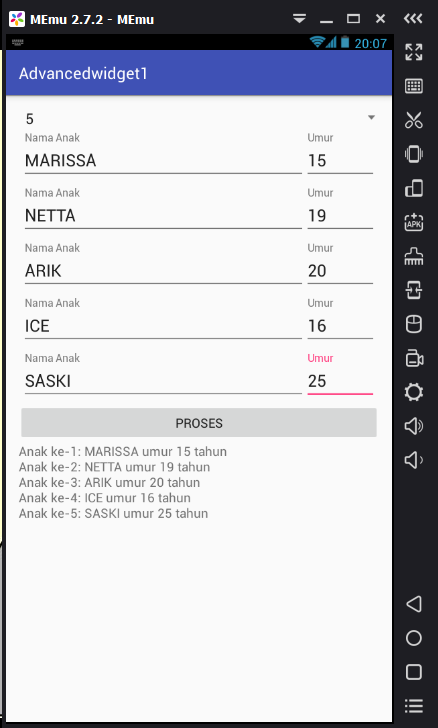 MEmu 2.7.2 - MEmu
20:07
Advancedwidget1
5
Nama Anak Umur
MARISSA 15
Nama Anak Umur
NETTA 19
Nama Anak Umur
ARIK 20
Nama Anak Umur
ICE 16
Nama Anak Umur
SASKI 25
PROSES
Anak ke-1: MARISSA umur 15 tahun
Anak ke-2: NETTA umur 19 tahun
Anak ke-3: ARIK umur 20 tahun
Anak ke-4: ICE umur 16 tahun
Anak ke-5: SASKI umur 25 tahun
APK